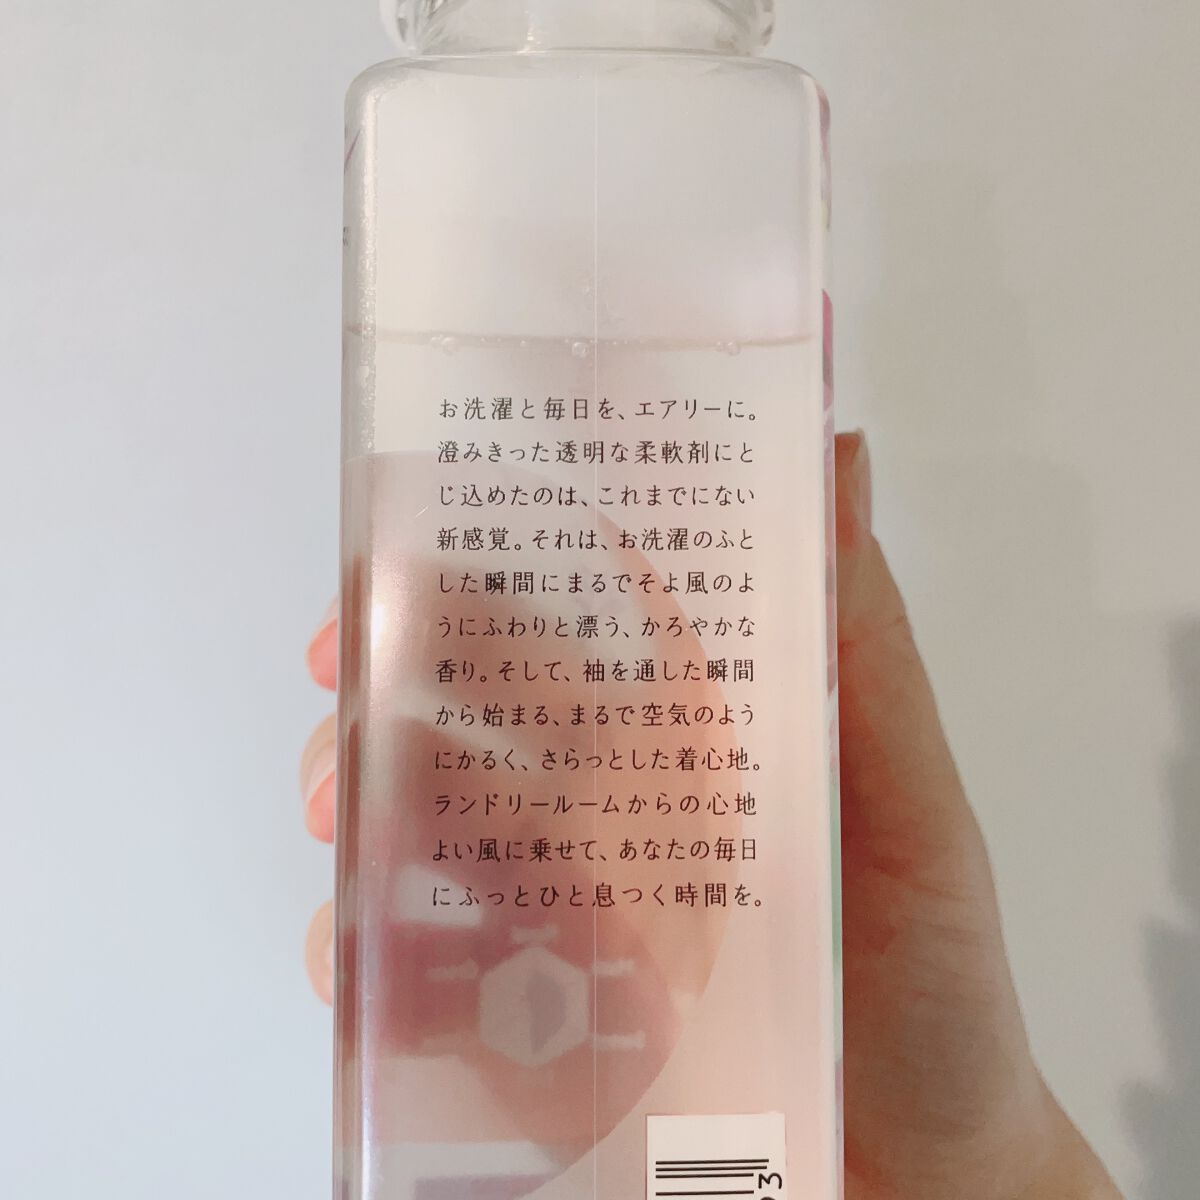 お洗濯と毎日を、エアリーに。
澄みきった透明な柔軟剤にと
じ込めたのは、これまでにない
新感覚。それは、お洗濯のふと
した瞬間にまるでそよ風のよ
うにふわりと漂う、かろやかな
香り。そして、袖を通した瞬間
から始まる、まるで空気のよう
にかるく、さらっとした着心地。
ランドリールームからの心地
よい風に乗せて、あなたの毎日
にふっとひと息つく時間を。